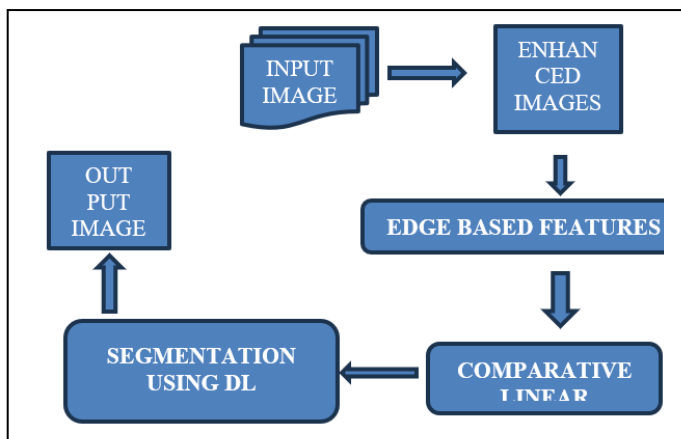 INPUT
IMAGE
ENHAN
CED
IMAGES
EDGE BASED FEATURES
COMPARATIVE
LINEAR
SEGMENTATION
USING DL
OUT
PUT
IMAGE